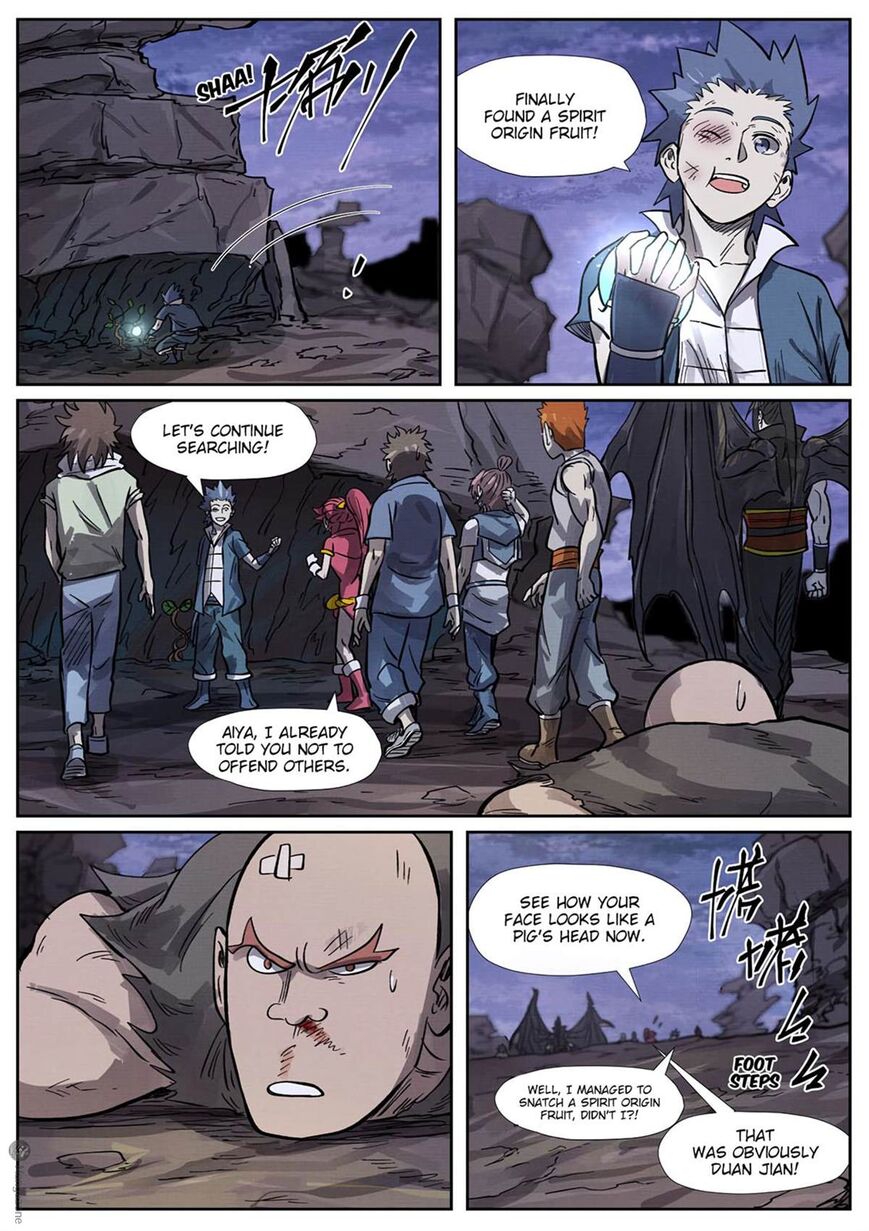 SHAA!
FINALLY
FOUND A SPIRIT
ORIGIN FRUIT!
LET'S CONTINUE
SEARCHING!
AIYA, I ALREADY
TOLD YOU NOT TO
OFFEND OTHERS.
SEE HOW YOUR
FACE LOOKS LIKE A
PIG'S HEAD NOW.
FOOT
STEPS
WELL, I MANAGED TO
SNATCH A SPIRIT ORIGIN
FRUIT, DIDN'T I?!
THAT
WAS OBVIOUSLY
DUAN JIAN!